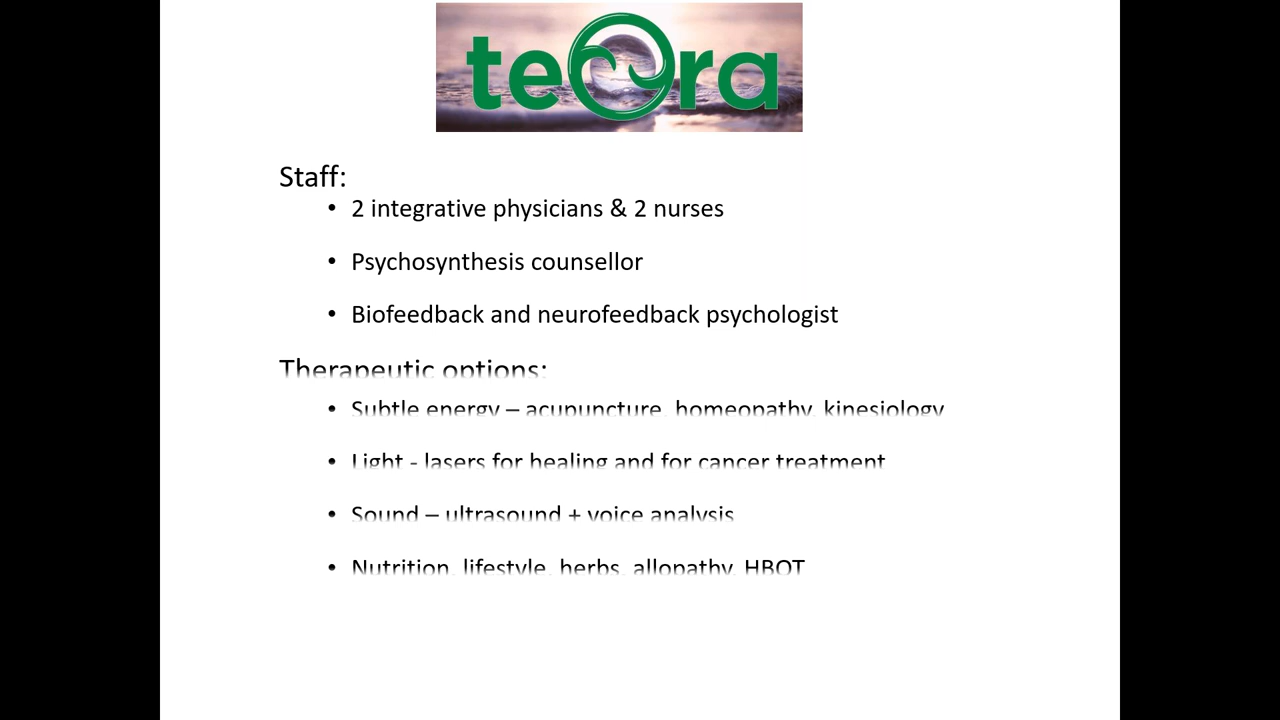 teora
Staff:
• 2 integrative physicians & 2 nurses
• Psychosynthesis counsellor
• Biofeedback and neurofeedback psychologist
Therapeutic options:
• Subtle energy – acupuncture, homeopathy, kinesiology
• Light - lasers for healing and for cancer treatment
• Sound – ultrasound + voice analysis
• Nutrition, lifestyle, herbs, allopathy, HBOT